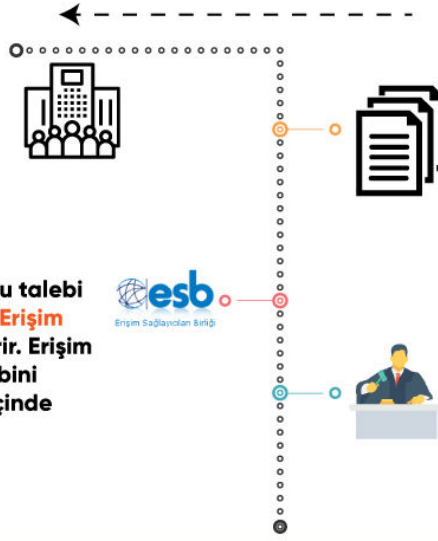 u talebi
Erişim
ir. Erişim
bini
çinde
esb
Erişim Sağlayıcıları Birliği